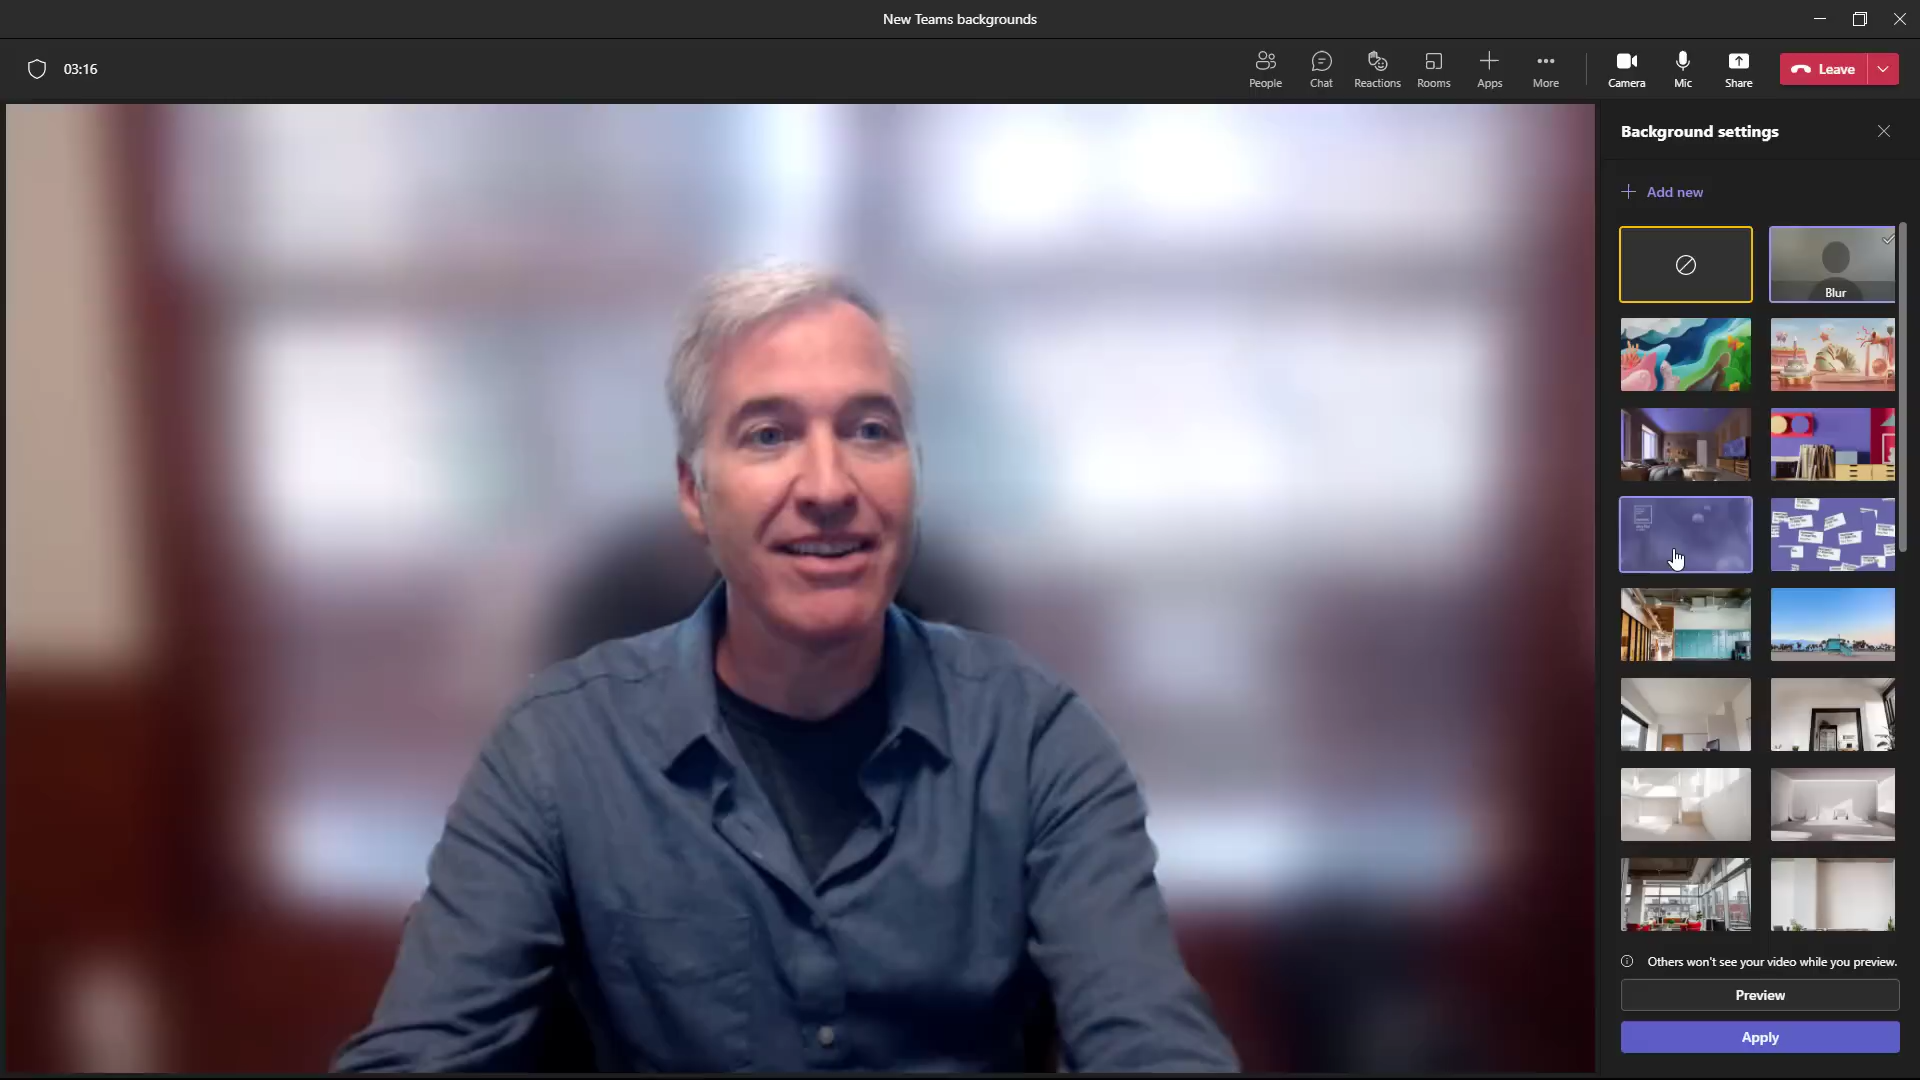 New Teams backgrounds
03:16
People
Chat
Reactions
Rooms
Apps
More
Camera
Mic
Share
Leave
Background settings
Add new
Blur
Others won't see your video while you preview.
Preview
Apply